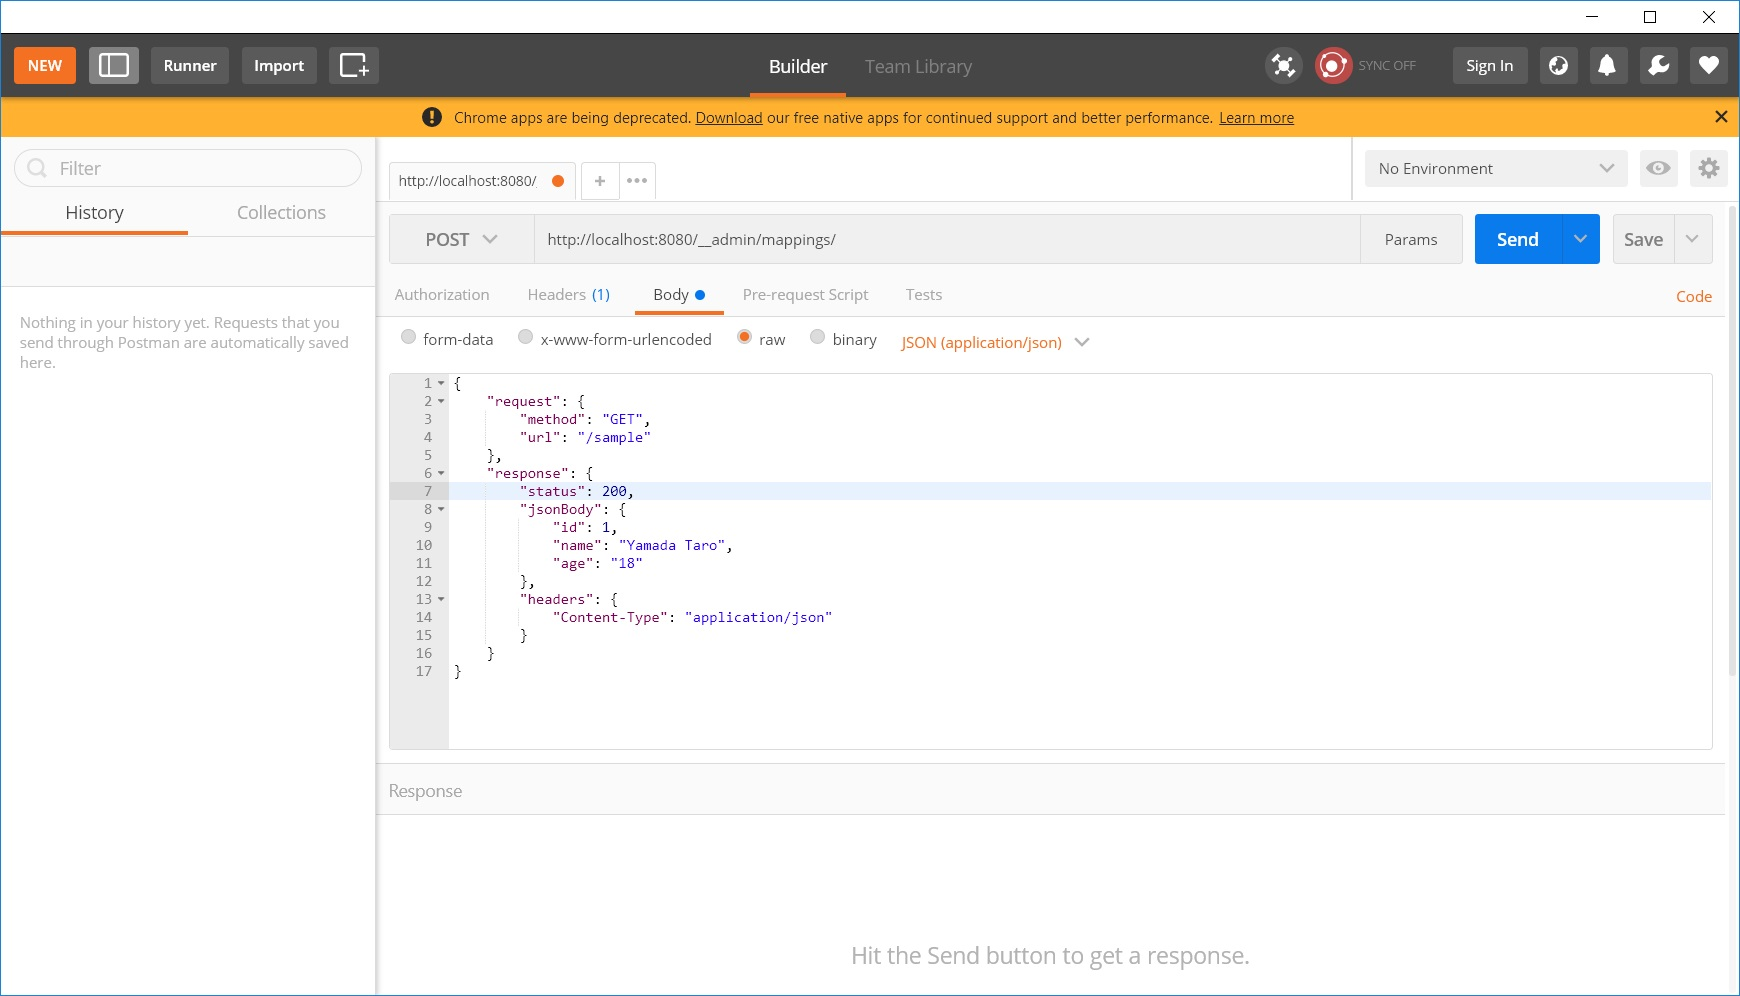 NEW Runner Import Builder Team Library SYNC OFF Sign In
Chrome apps are being deprecated. Download our free native apps for continued support and better performance. Learn more
Filter
History Collections
Nothing in your history yet. Requests that you
send through Postman are automatically saved
here.
http://localhost:8080/ + ••• No Environment
POST http://localhost:8080/__admin/mappings/ Params Send Save
Authorization Headers (1) Body Pre-request Script Tests Code
form-data x-www-form-urlencoded raw binary JSON (application/json)
1 {
2 "request": {
3 "method": "GET",
4 "url": "/sample"
5 },
6 "response": {
7 "status": 200,
8 "jsonBody": {
9 "id": 1,
10 "name": "Yamada Taro",
11 "age": "18"
12 },
13 "headers": {
14 "Content-Type": "application/json"
15 }
16 }
17 }
Response
Hit the Send button to get a response.